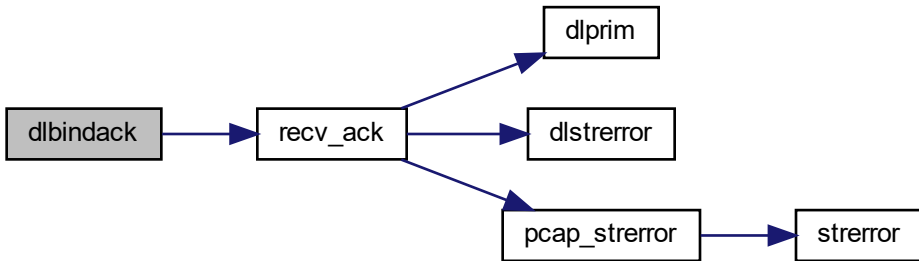 dlprim
dlbindack
recv_ack
dlstrerror
pcap_strerror
strerror